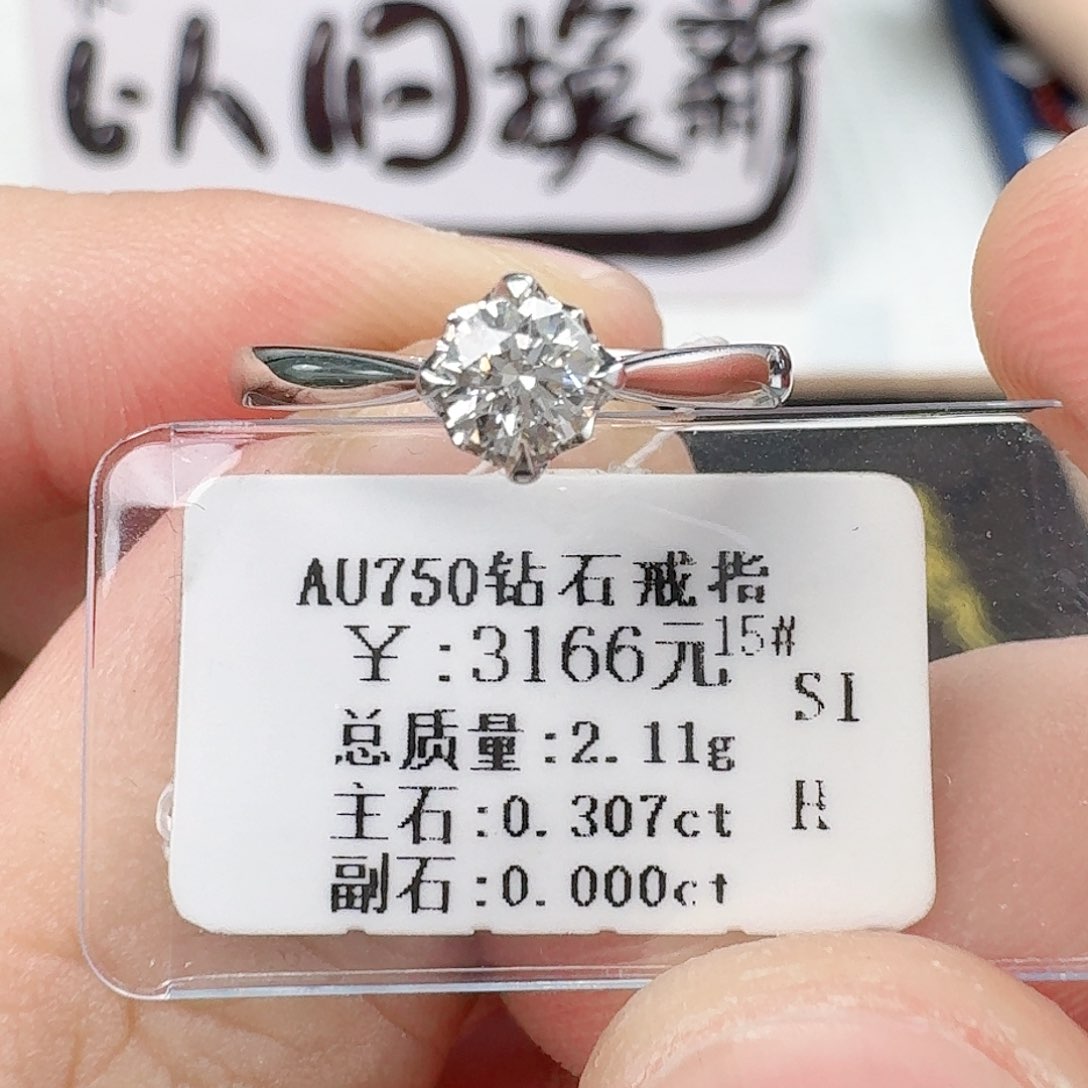 以旧换新
AU750钻石戒指
￥:3166元15#
SI
总质量:2.11g
主石:0.307ct H
副石:0.000ct